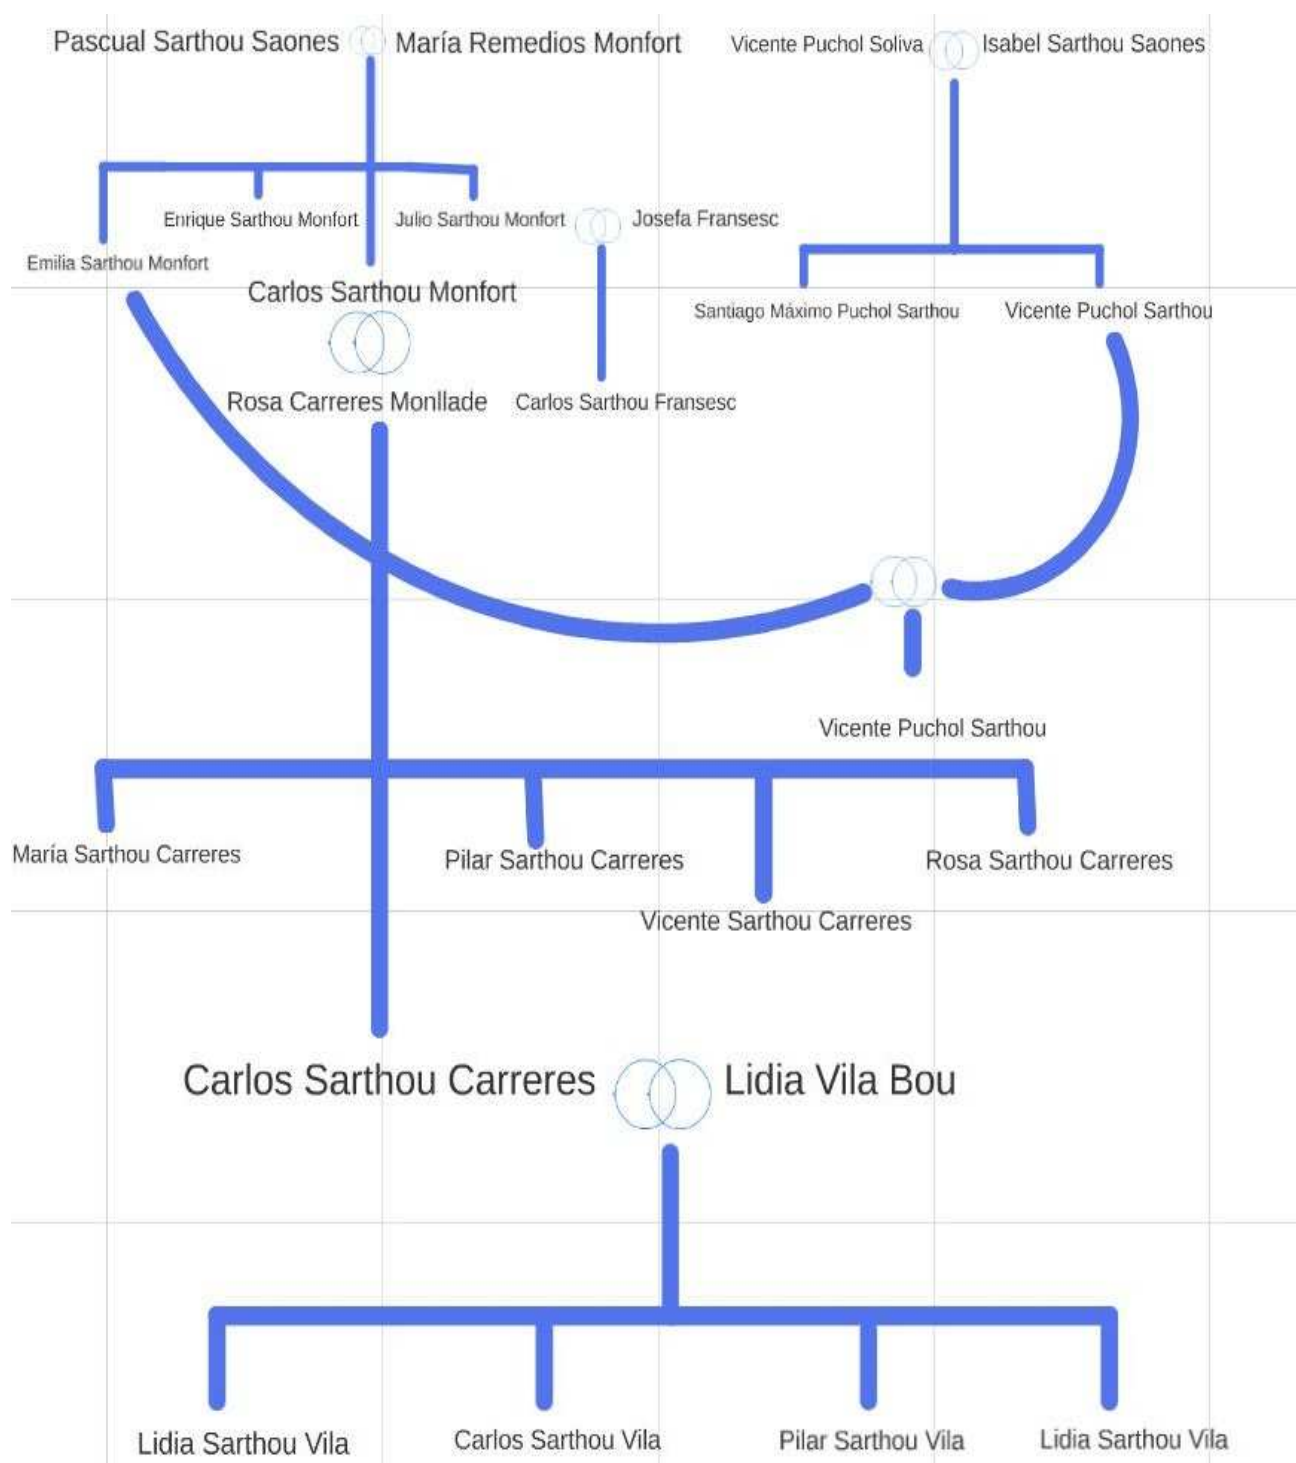 Pascual Sarthou Saones María Remedios Monfort Vicente Puchol Soliva Isabel Sarthou Saones
Enrique Sarthou Monfort Julio Sarthou Monfort Josefa Fransesc
Emilia Sarthou Monfort
Carlos Sarthou Monfort Santiago Máximo Puchol Sarthou Vicente Puchol Sarthou
Rosa Carreres Monllade Carlos Sarthou Fransesc
Vicente Puchol Sarthou
María Sarthou Carreres Pilar Sarthou Carreres Rosa Sarthou Carreres
Vicente Sarthou Carreres
Carlos Sarthou Carreres Lidia Vila Bou
Lidia Sarthou Vila Carlos Sarthou Vila Pilar Sarthou Vila Lidia Sarthou Vila